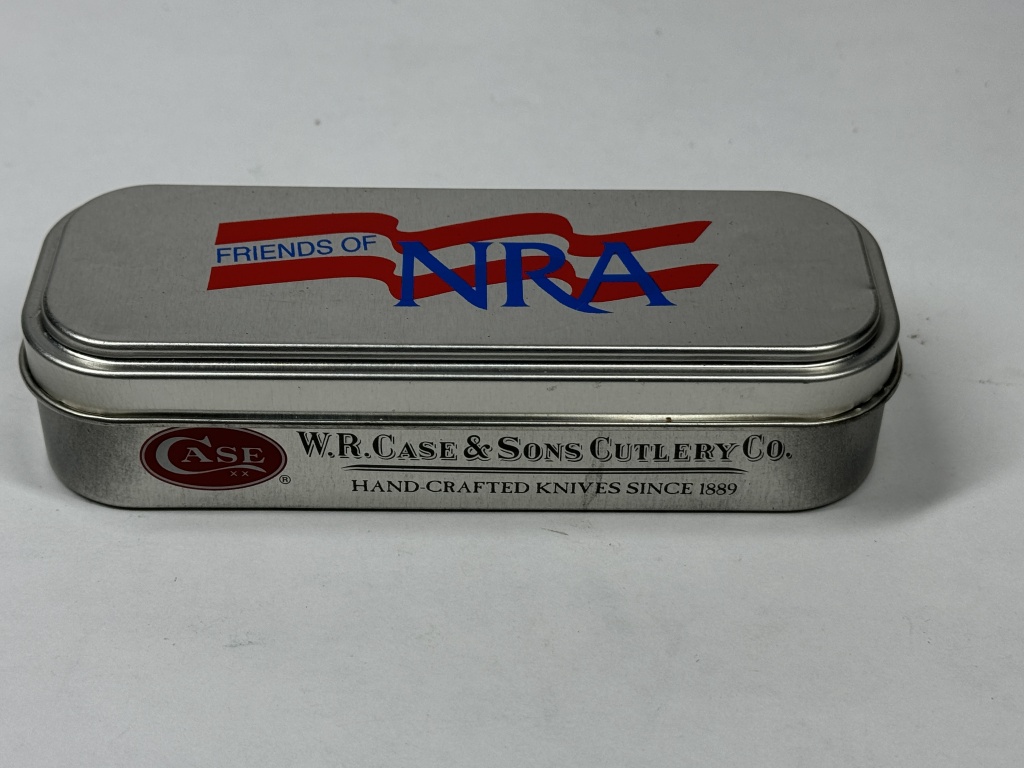 FRIENDS OF NRA
CASE XX ®
W.R. CASE & SONS CUTLERY CO.
HAND-CRAFTED KNIVES SINCE 1889